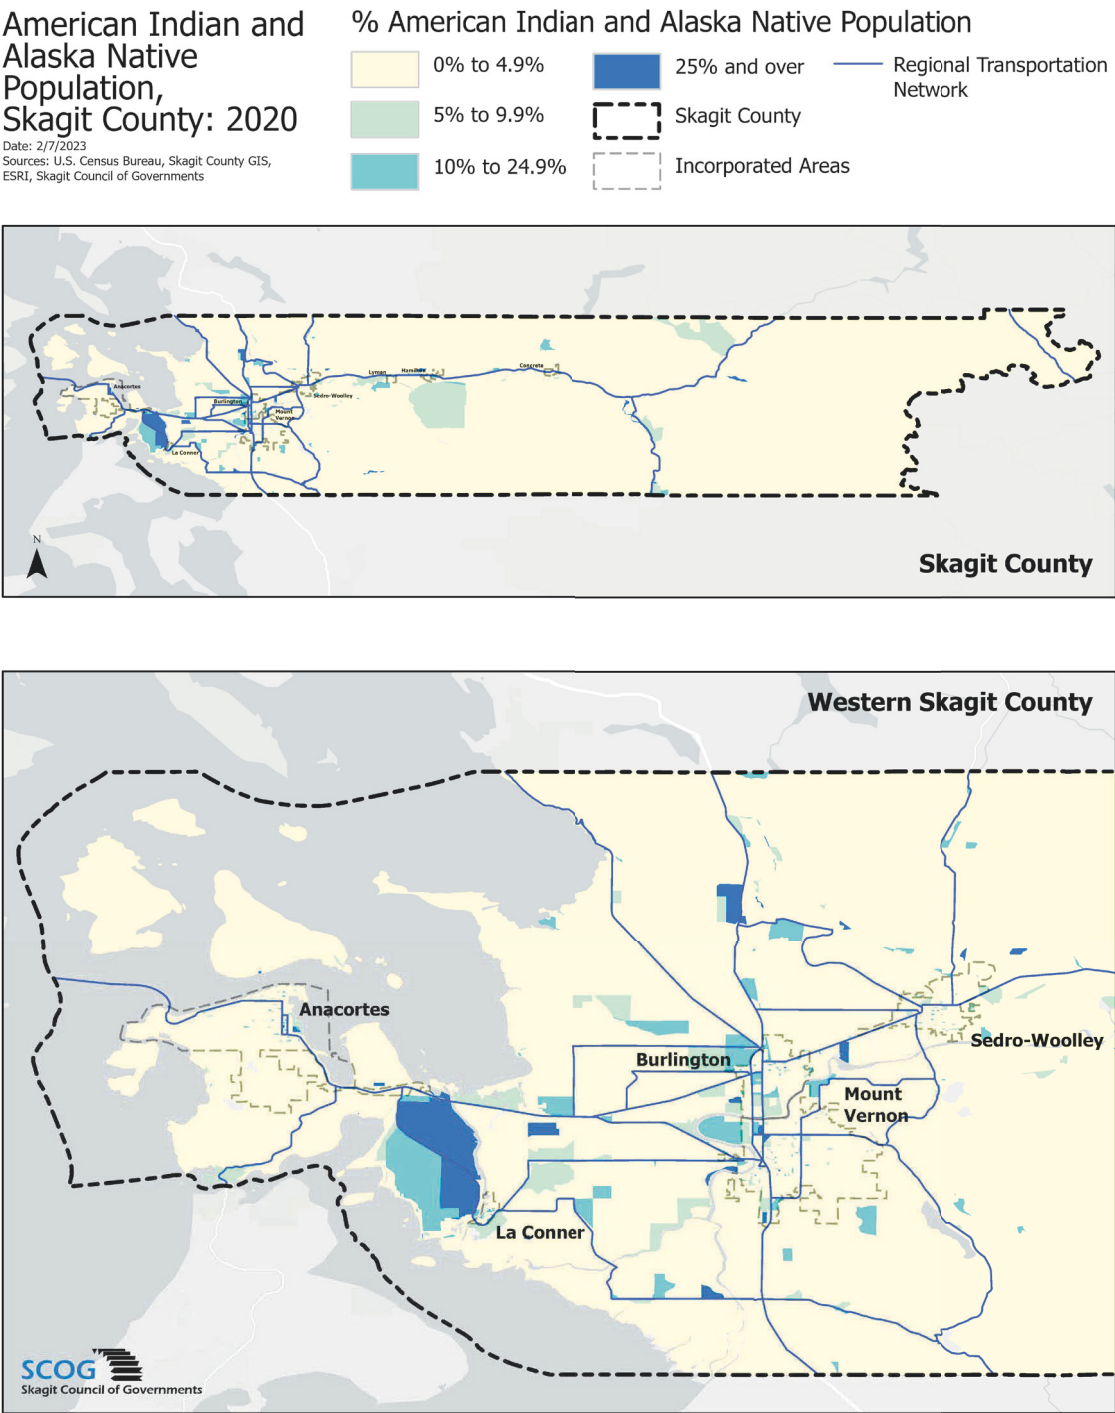 American Indian and
Alaska Native
Population,
Skagit County: 2020
Date: 2/7/2023
Sources: U.S. Census Bureau, Skagit County GIS,
ESRI, Skagit Council of Governments
% American Indian and Alaska Native Population
0% to 4.9%
5% to 9.9%
10% to 24.9%
25% and over
Skagit County
Incorporated Areas
Regional Transportation
Network
Anacortes
La Conner
Burlington
Mount
Vernon
Sedro-Woolley
Lyman
Hamilton
Concrete
N
Skagit County
Western Skagit County
Anacortes
Burlington
Sedro-Woolley
Mount
Vernon
La Conner
SCOG
Skagit Council of Governments